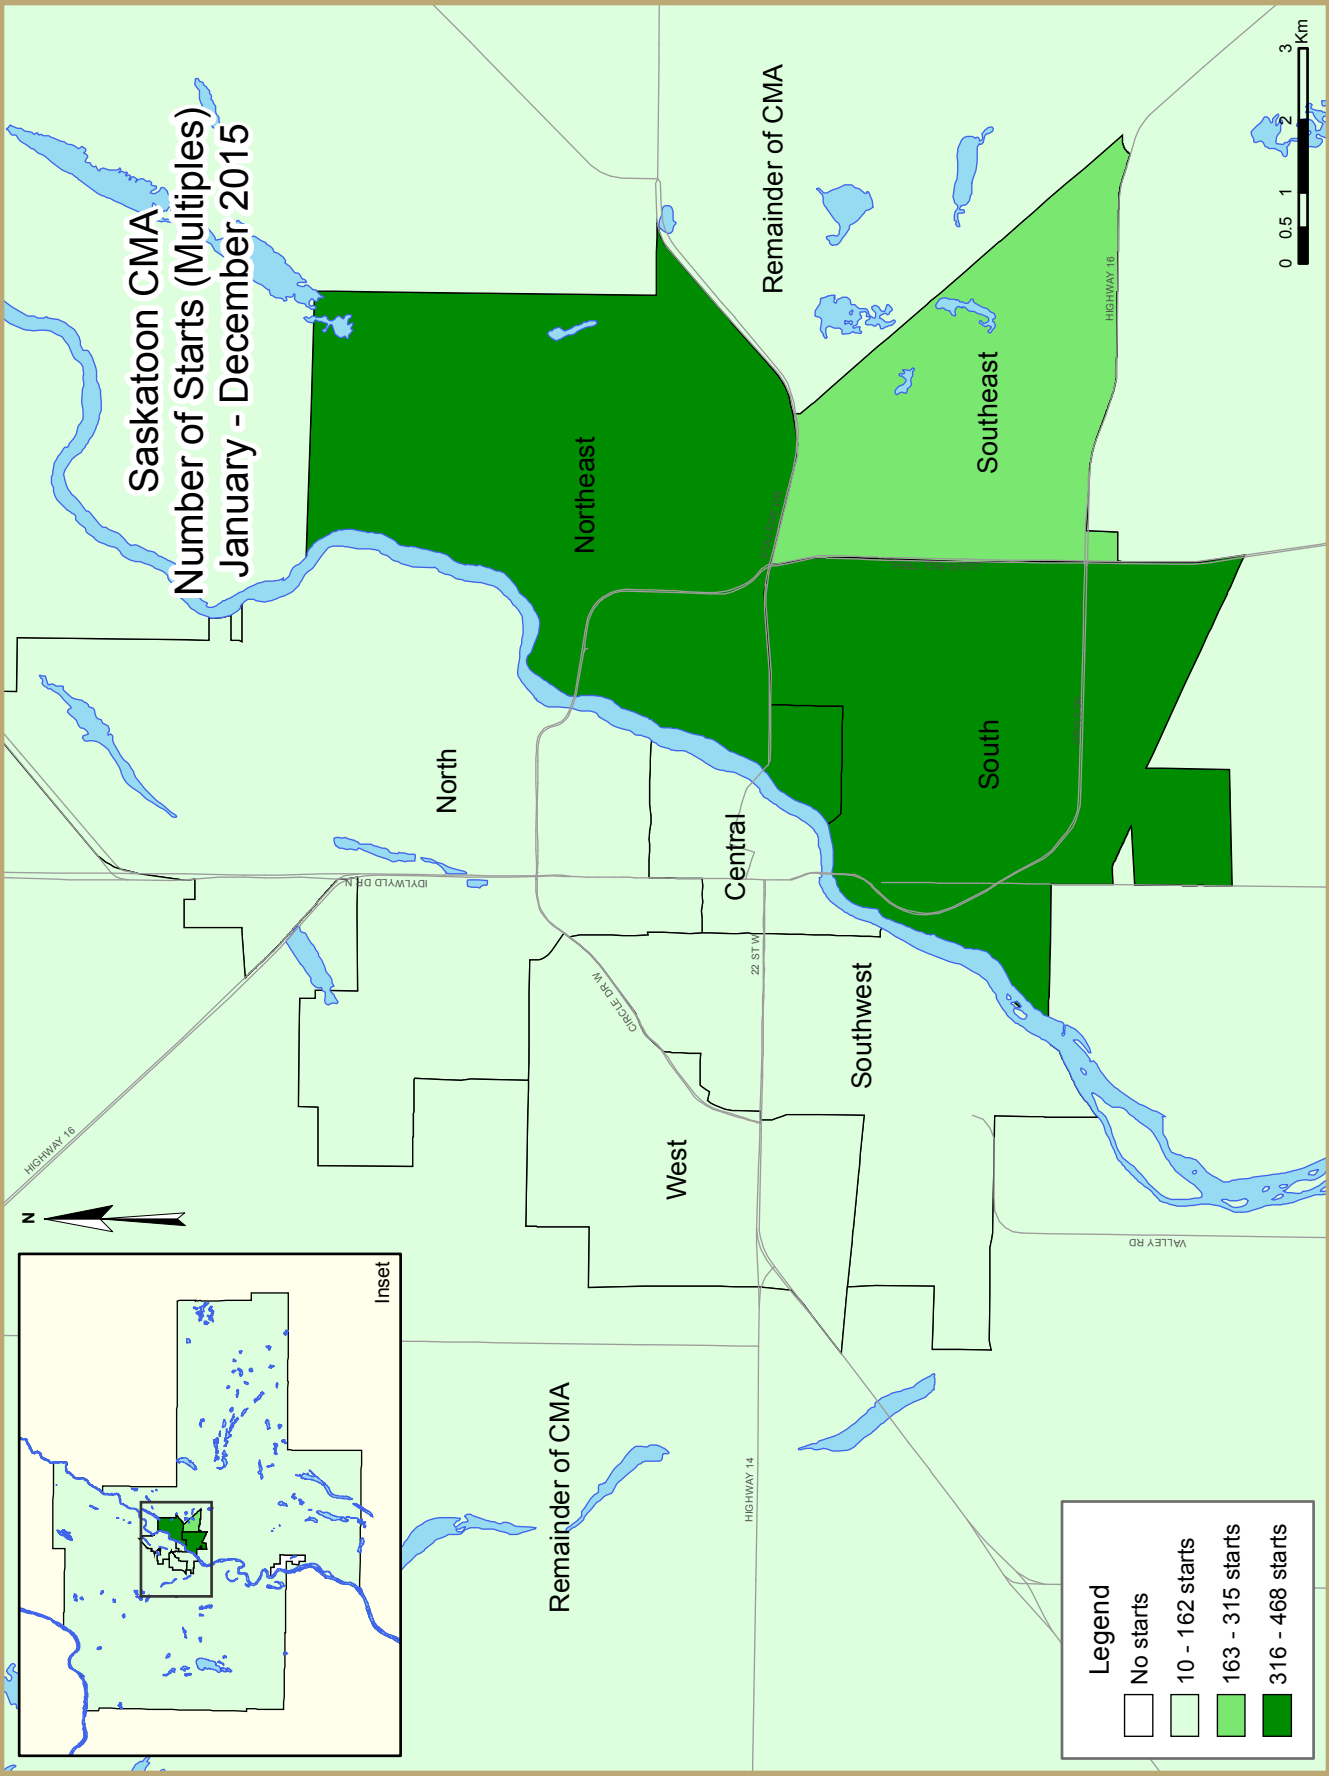 Saskatoon CMA
Number of Starts (Multiples)
January - December 2015
N
Inset
HIGHWAY 16
IDYLWYLD DR N
North
Northeast
CIRCLE DR W
Central
22 ST W
West
Southwest
South
Southeast
HIGHWAY 16
Remainder of CMA
Remainder of CMA
HIGHWAY 14
VALLEY RD
Legend
No starts
10 - 162 starts
163 - 315 starts
316 - 468 starts
0 0.5 1 2 3
Km